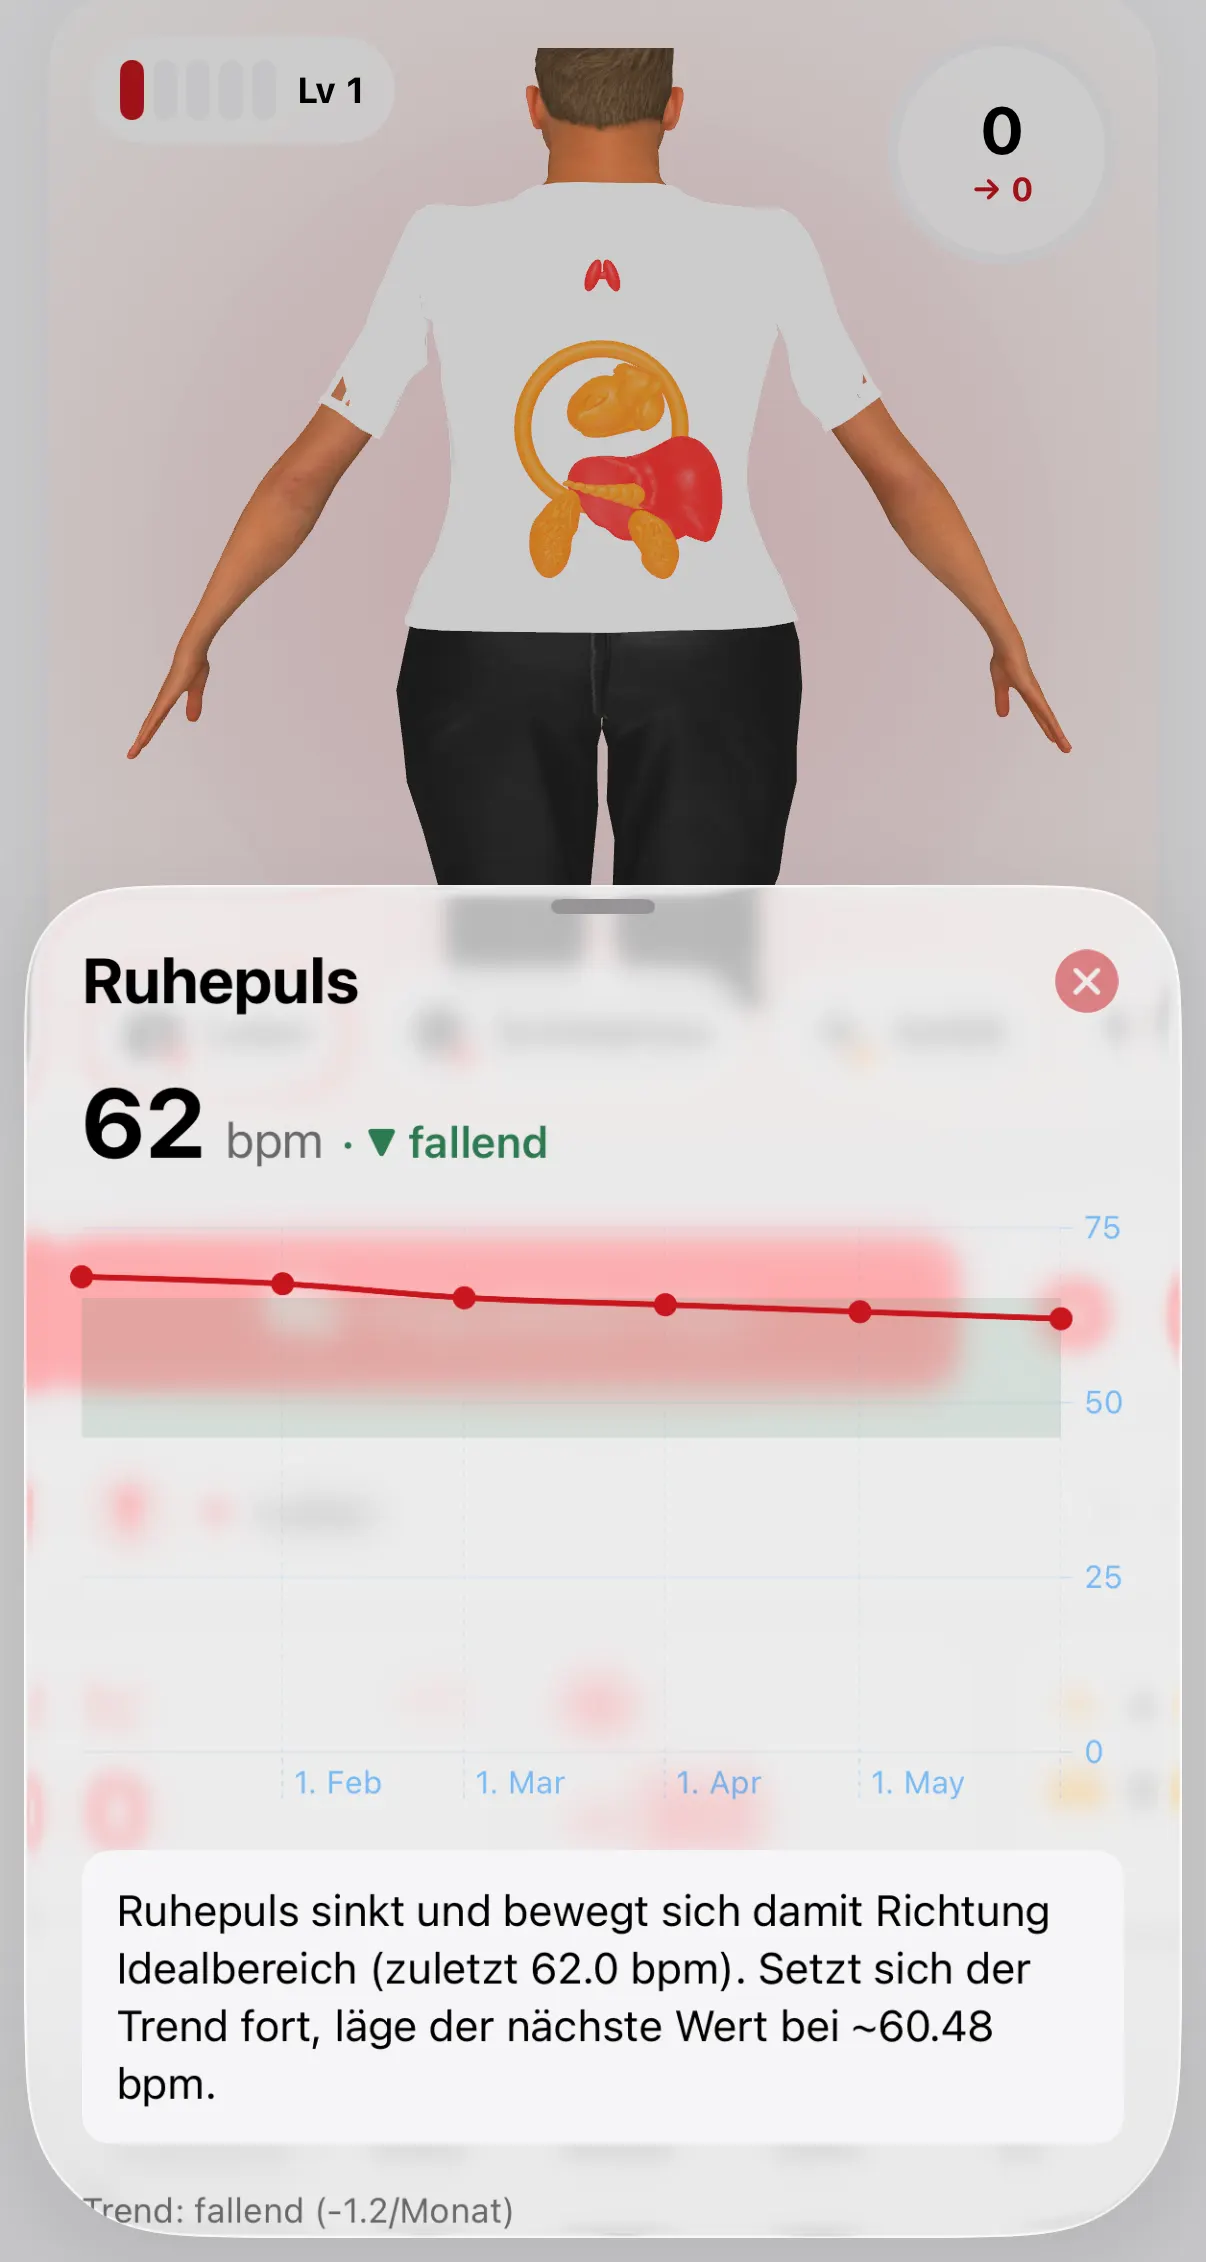 Lv 1
0
→ 0
Ruhepuls
62 bpm · ▼ fallend
75
50
25
0
1. Feb 1. Mar 1. Apr 1. May
Ruhepuls sinkt und bewegt sich damit Richtung
Idealbereich (zuletzt 62.0 bpm). Setzt sich der
Trend fort, läge der nächste Wert bei ~60.48
bpm.
Trend: fallend (-1.2/Monat)